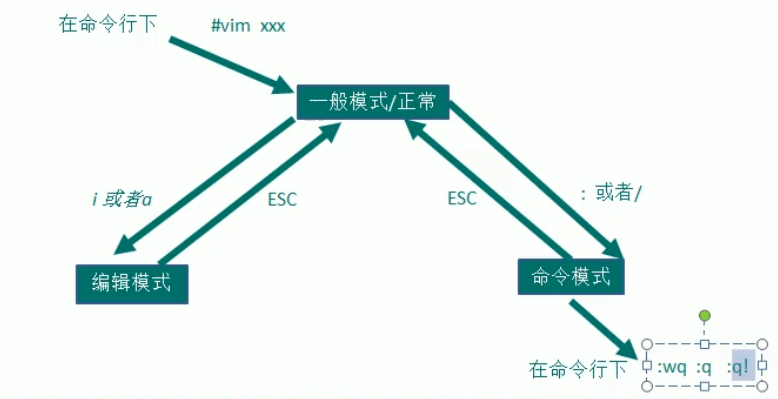 在命令行下 #vim xxx
一般模式/正常
i 或者a
ESC
ESC
: 或者/
编辑模式
命令模式
在命令行下 :wq :q :q!